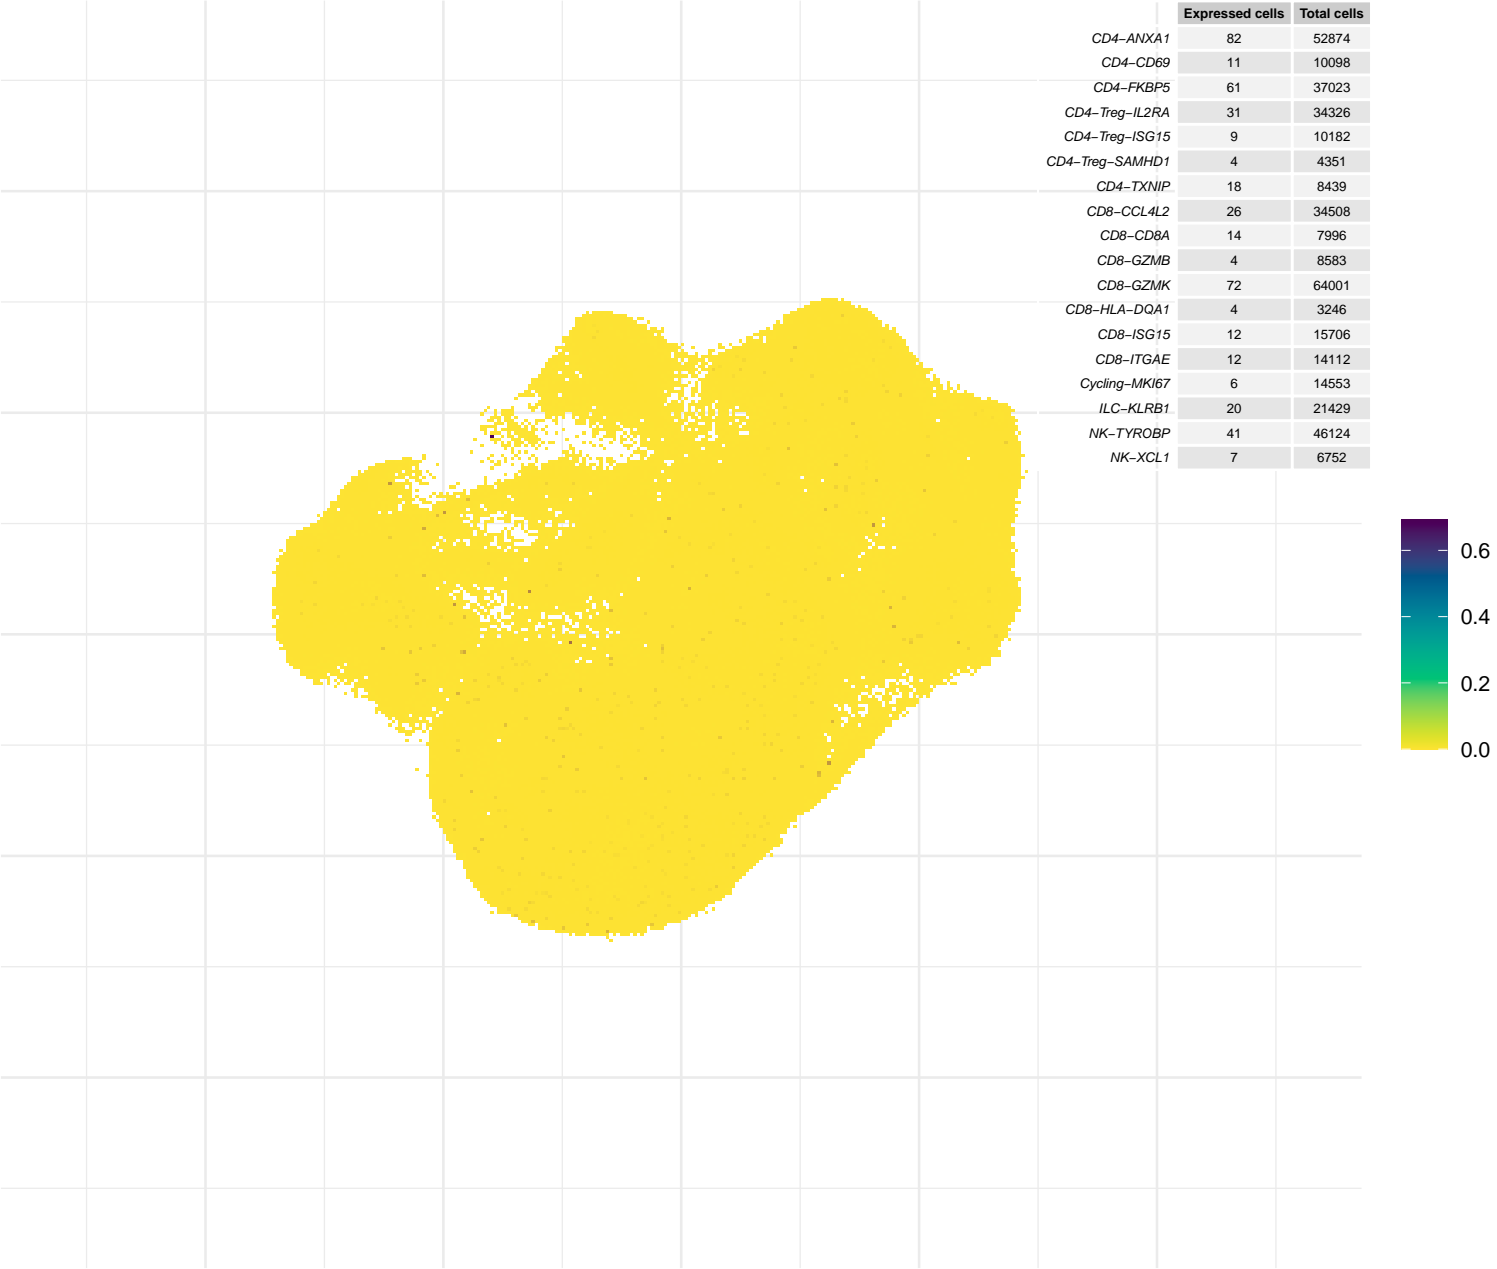 Expressed cells Total cells
CD4−ANXA1 82 52874
CD4−CD69 11 10098
CD4−FKBP5 61 37023
CD4−Treg−IL2RA 31 34326
CD4−Treg−ISG15 9 10182
CD4−Treg−SAMHD1 4 4351
CD4−TXNIP 18 8439
CD8−CCL4L2 26 34508
CD8−CD8A 14 7996
CD8−GZMB 4 8583
CD8−GZMK 72 64001
CD8−HLA−DQA1 4 3246
CD8−ISG15 12 15706
CD8−ITGAE 12 14112
Cycling−MKI67 6 14553
ILC−KLRB1 20 21429
NK−TYROBP 41 46124
NK−XCL1 7 6752
0.6
0.4
0.2
0.0